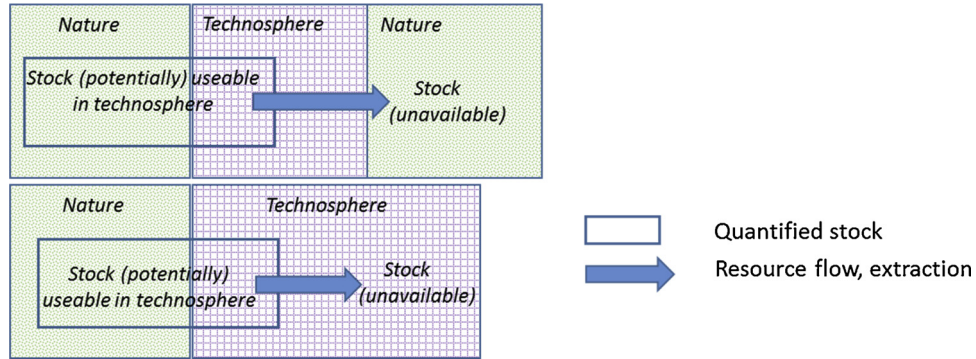 Nature
Technosphere
Nature
Stock (potentially) useable
in technosphere
Stock
(unavailable)
Nature
Technosphere
Stock (potentially)
useable in technosphere
Stock
(unavailable)
Quantified stock
Resource flow, extraction